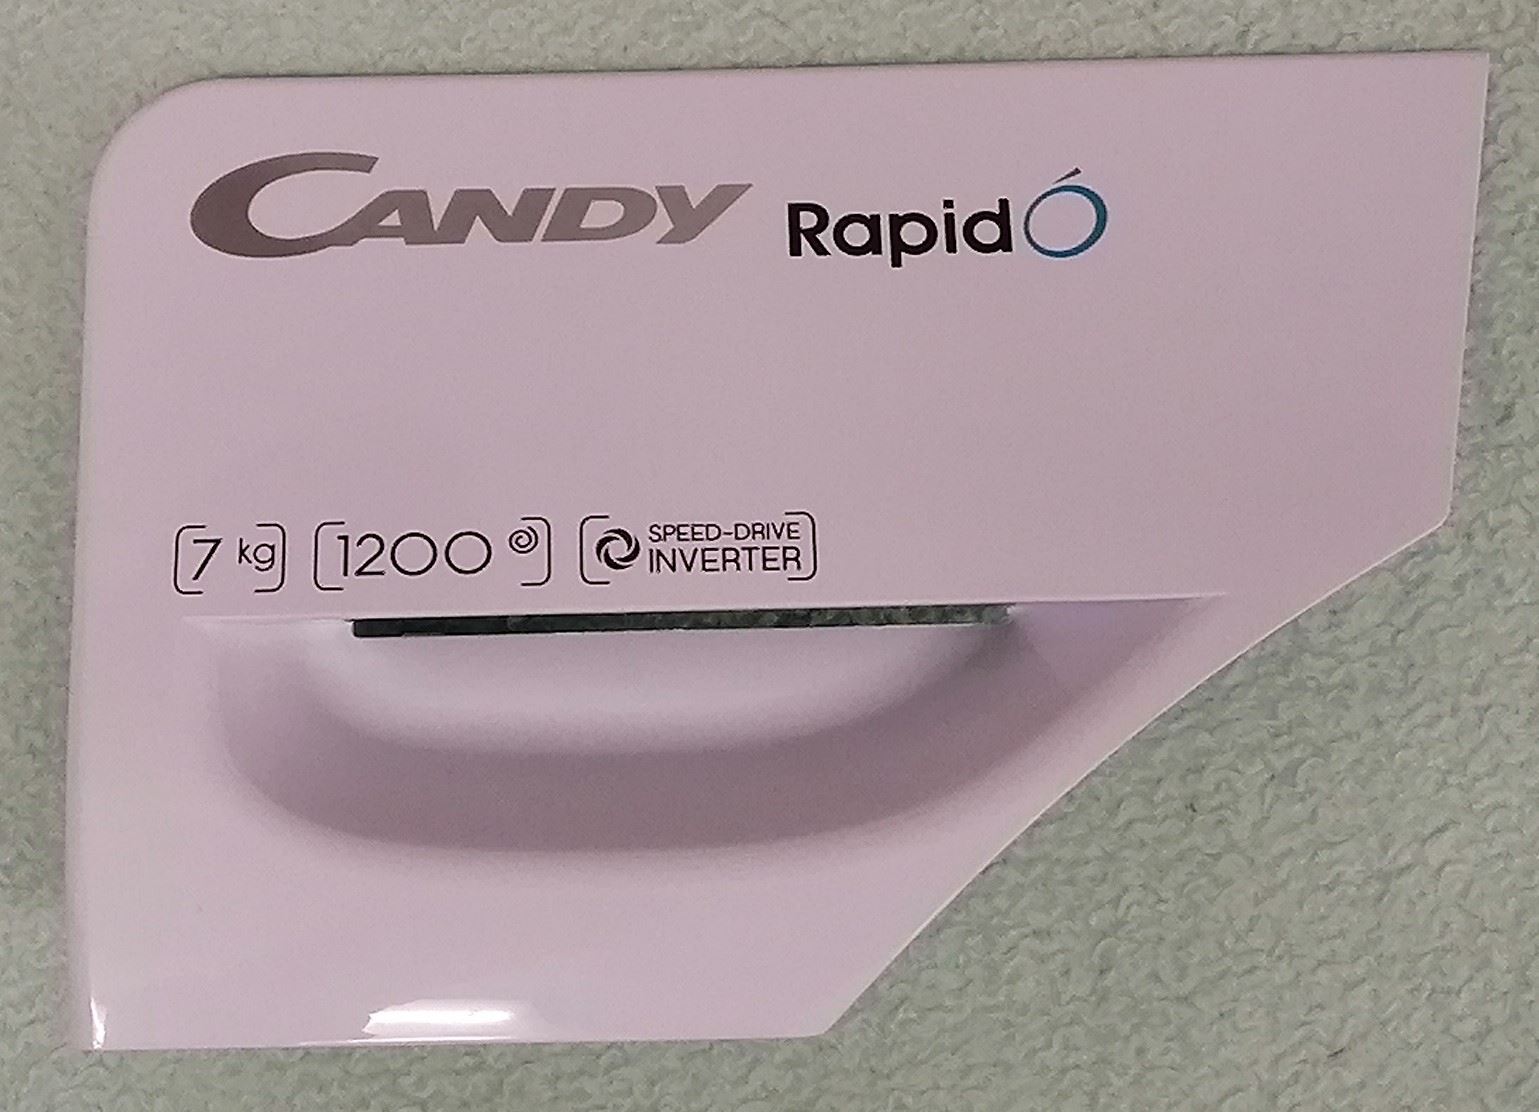 CANDY RapidÓ
7 kg 1200 SPEED-DRIVE
INVERTER